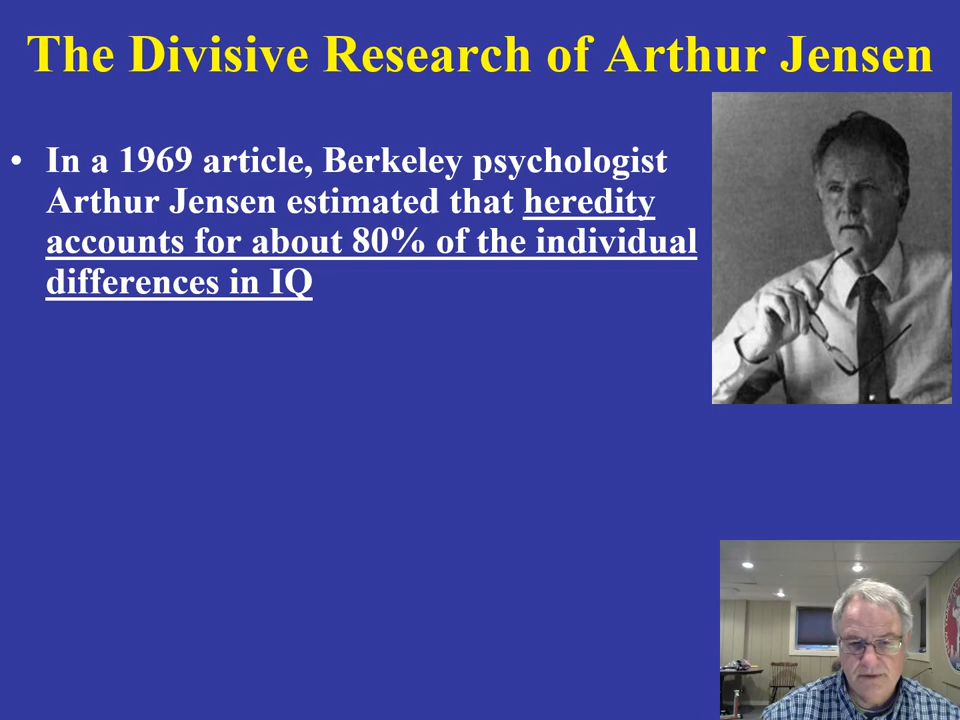 The Divisive Research of Arthur Jensen
• In a 1969 article, Berkeley psychologist
Arthur Jensen estimated that heredity
accounts for about 80% of the individual
differences in IQ